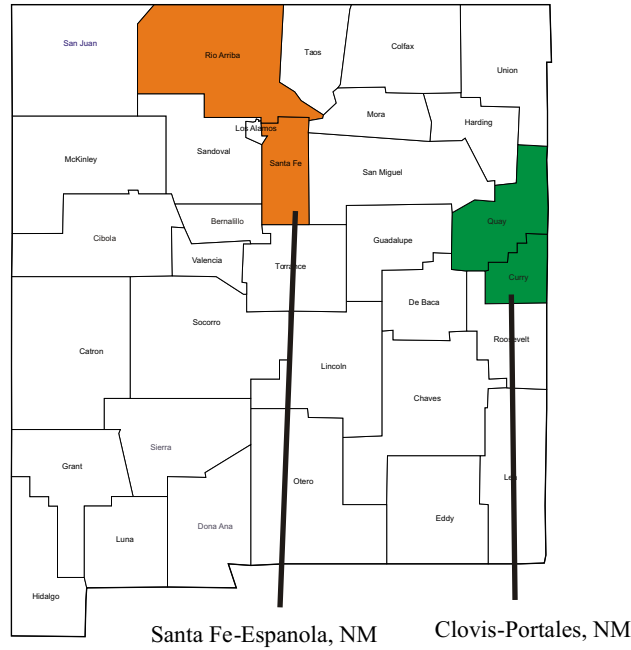 San Juan
Rio Arriba
Taos
Colfax
Union
Mora
Harding
Los Alamos
Sandoval
Santa Fe
McKinley
San Miguel
Bernalillo
Quay
Cibola
Guadalupe
Valencia
Torrance
Curry
De Baca
Socorro
Roosevelt
Catron
Lincoln
Chaves
Sierra
Grant
Otero
Lea
Dona Ana
Eddy
Luna
Hidalgo
Santa Fe-Espanola, NM
Clovis-Portales, NM